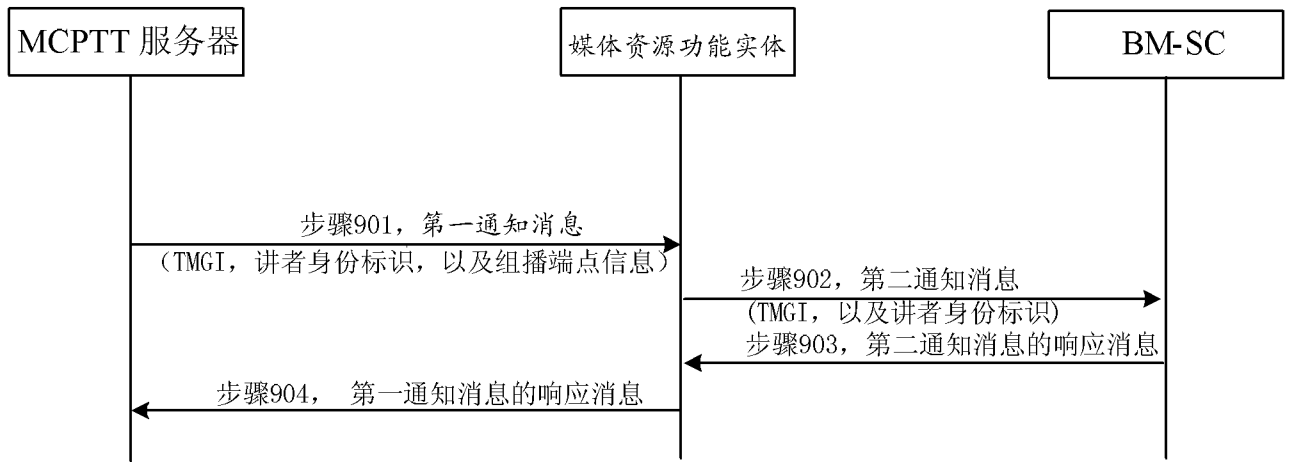 MCPTT 服务器
媒体资源功能实体
BM-SC
步骤901，第一通知消息
（TMGI，讲者身份标识，以及组播端点信息）
步骤902，第二通知消息
(TMGI，以及讲者身份标识)
步骤903，第二通知消息的响应消息
步骤904， 第一通知消息的响应消息